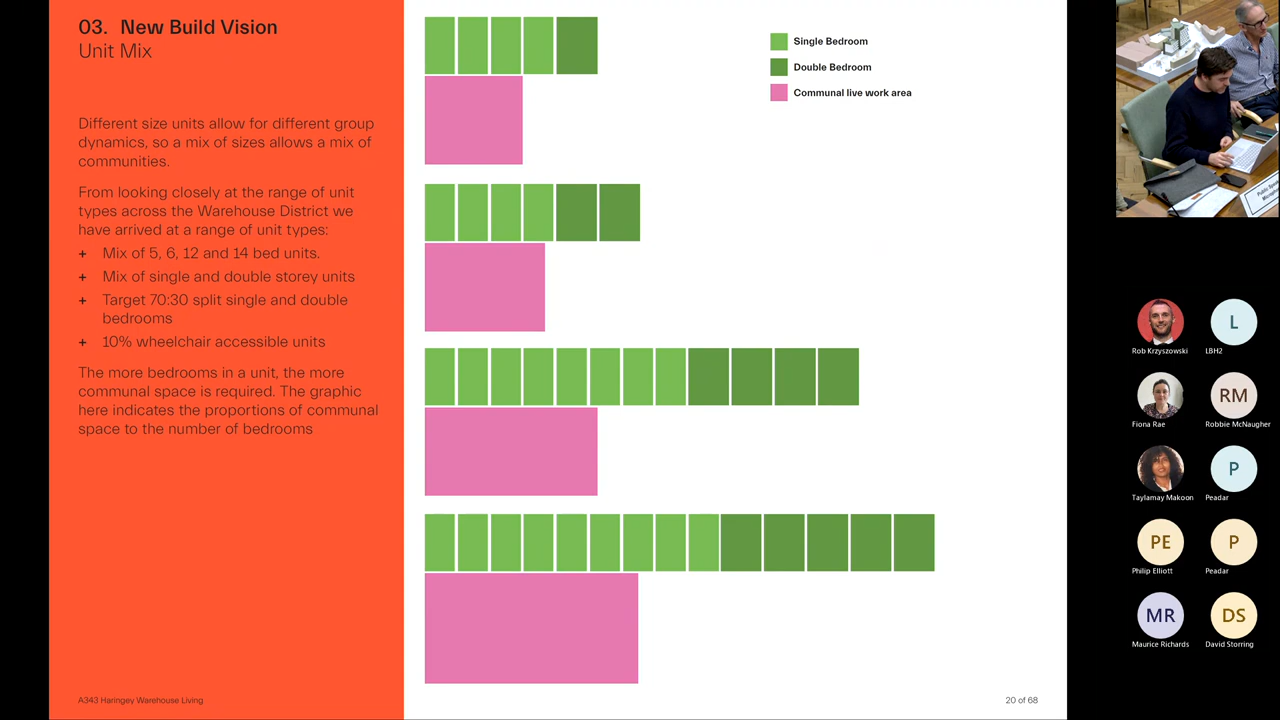 03. New Build Vision
Unit Mix
Different size units allow for different group
dynamics, so a mix of sizes allows a mix of
communities.
From looking closely at the range of unit
types across the Warehouse District we
have arrived at a range of unit types:
+ Mix of 5, 6, 12 and 14 bed units.
+ Mix of single and double storey units
+ Target 70:30 split single and double
bedrooms
+ 10% wheelchair accessible units
The more bedrooms in a unit, the more
communal space is required. The graphic
here indicates the proportions of communal
space to the number of bedrooms
A343 Haringey Warehouse Living
Single Bedroom
Double Bedroom
Communal live work area
20 of 68
Public Spe
L
Rob Krzyszowski
LBH2
RM
Fiona Rae
Robbie McNaugher
P
Taylamay Makoon
Peadar
PE
P
Philip Elliott
Peadar
MR
DS
Maurice Richards
David Storring